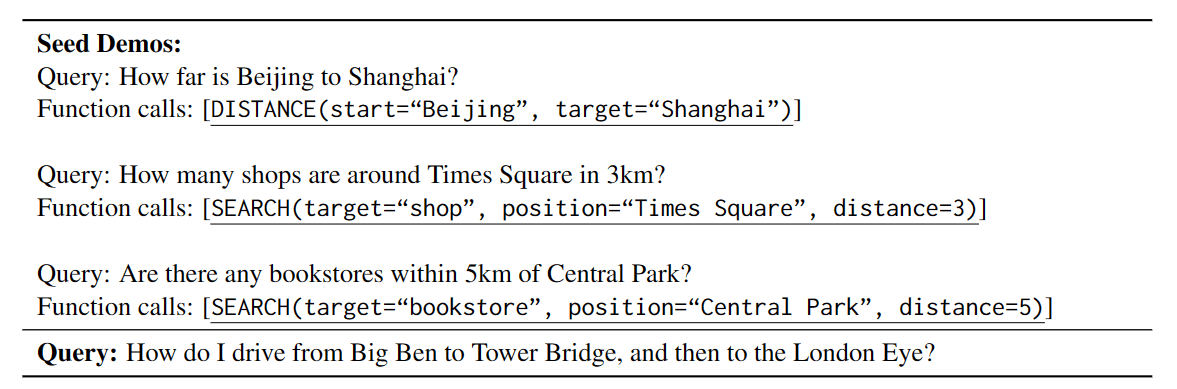 Seed Demos:
Query: How far is Beijing to Shanghai?
Function calls: [DISTANCE(start=“Beijing”, target=“Shanghai”)]
Query: How many shops are around Times Square in 3km?
Function calls: [SEARCH(target=“shop”, position=“Times Square”, distance=3)]
Query: Are there any bookstores within 5km of Central Park?
Function calls: [SEARCH(target=“bookstore”, position=“Central Park”, distance=5)]
Query: How do I drive from Big Ben to Tower Bridge, and then to the London Eye?